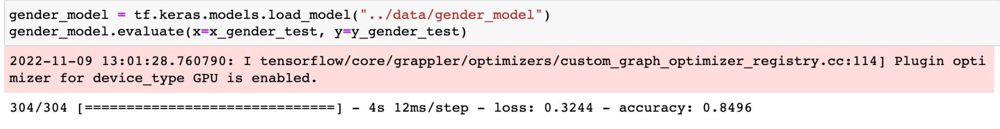 gender_model = tf.keras.models.load_model("../data/gender_model")
gender_model.evaluate(x=x_gender_test, y=y_gender_test)
2022-11-09 13:01:28.760790: I tensorflow/core/grappler/optimizers/custom_graph_optimizer_registry.cc:114] Plugin opti
mizer for device_type GPU is enabled.
304/304 [==============================] - 4s 12ms/step - loss: 0.3244 - accuracy: 0.8496